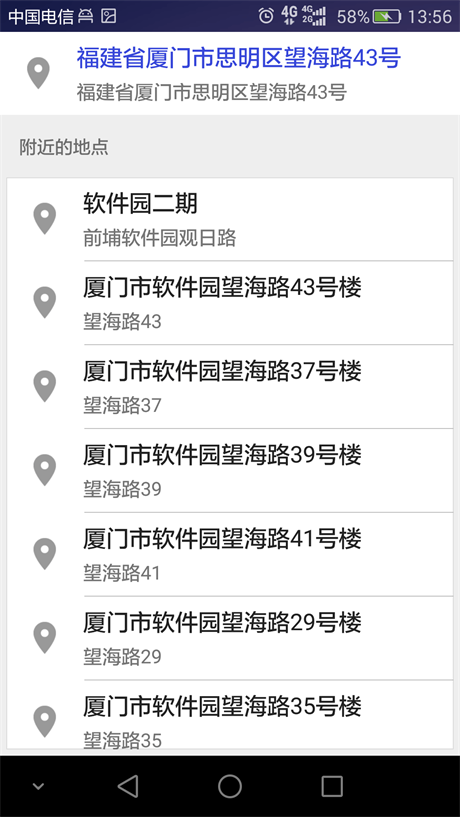 中国电信 4G 4G 2G 58% 13:56
福建省厦门市思明区望海路43号
福建省厦门市思明区望海路43号
附近的地点
软件园二期
前埔软件园观日路
厦门市软件园望海路43号楼
望海路43
厦门市软件园望海路37号楼
望海路37
厦门市软件园望海路39号楼
望海路39
厦门市软件园望海路41号楼
望海路41
厦门市软件园望海路29号楼
望海路29
厦门市软件园望海路35号楼
望海路35